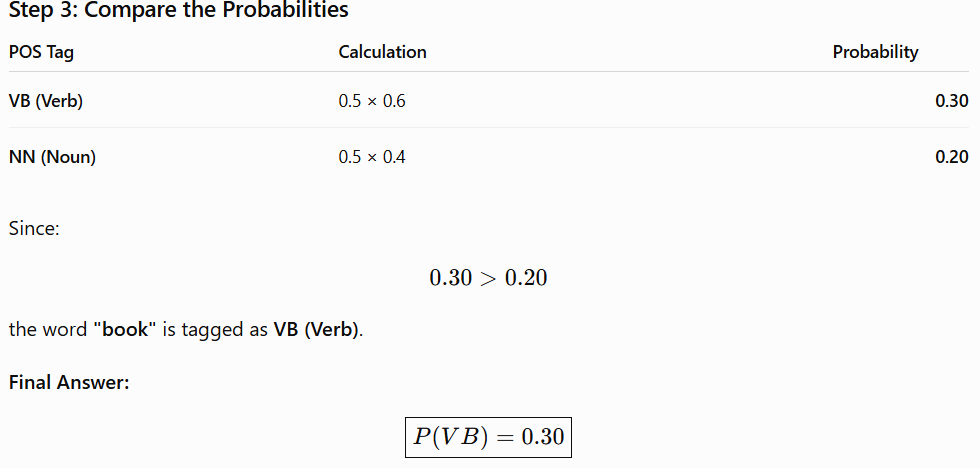 Step 3: Compare the Probabilities
POS Tag Calculation Probability
VB (Verb) 0.5 × 0.6 0.30
NN (Noun) 0.5 × 0.4 0.20
Since:
0.30 > 0.20
the word "book" is tagged as VB (Verb).
Final Answer:
P(VB) = 0.30